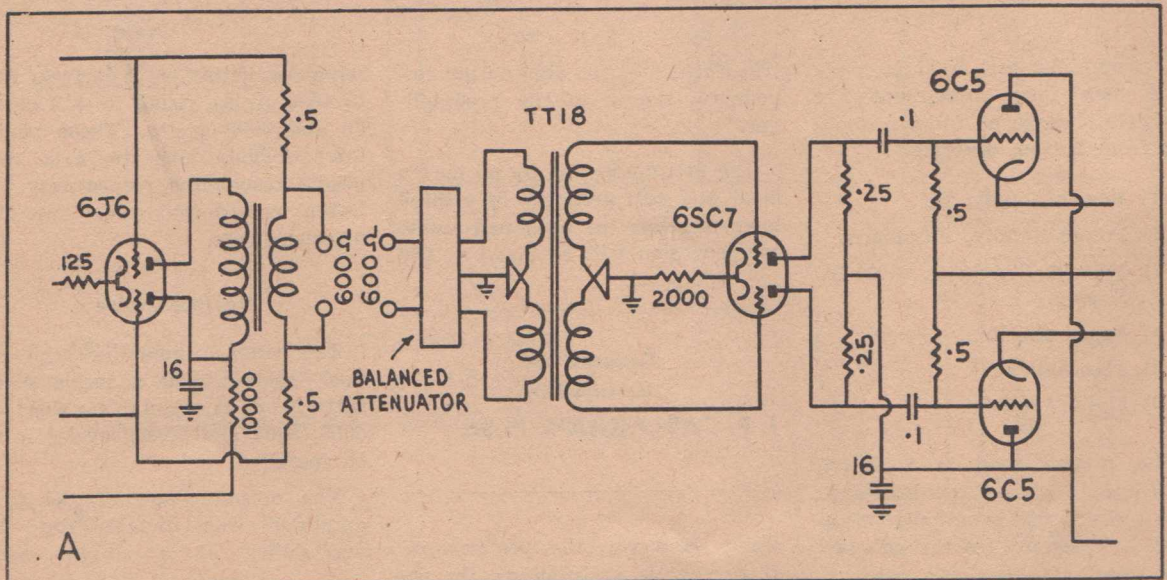 6J6
125
.5
16
10000
.5
600Ω
600Ω
BALANCED
ATTENUATOR
TT18
6SC7
2000
.25
.25
.1
.5
.5
.1
16
6C5
6C5
A